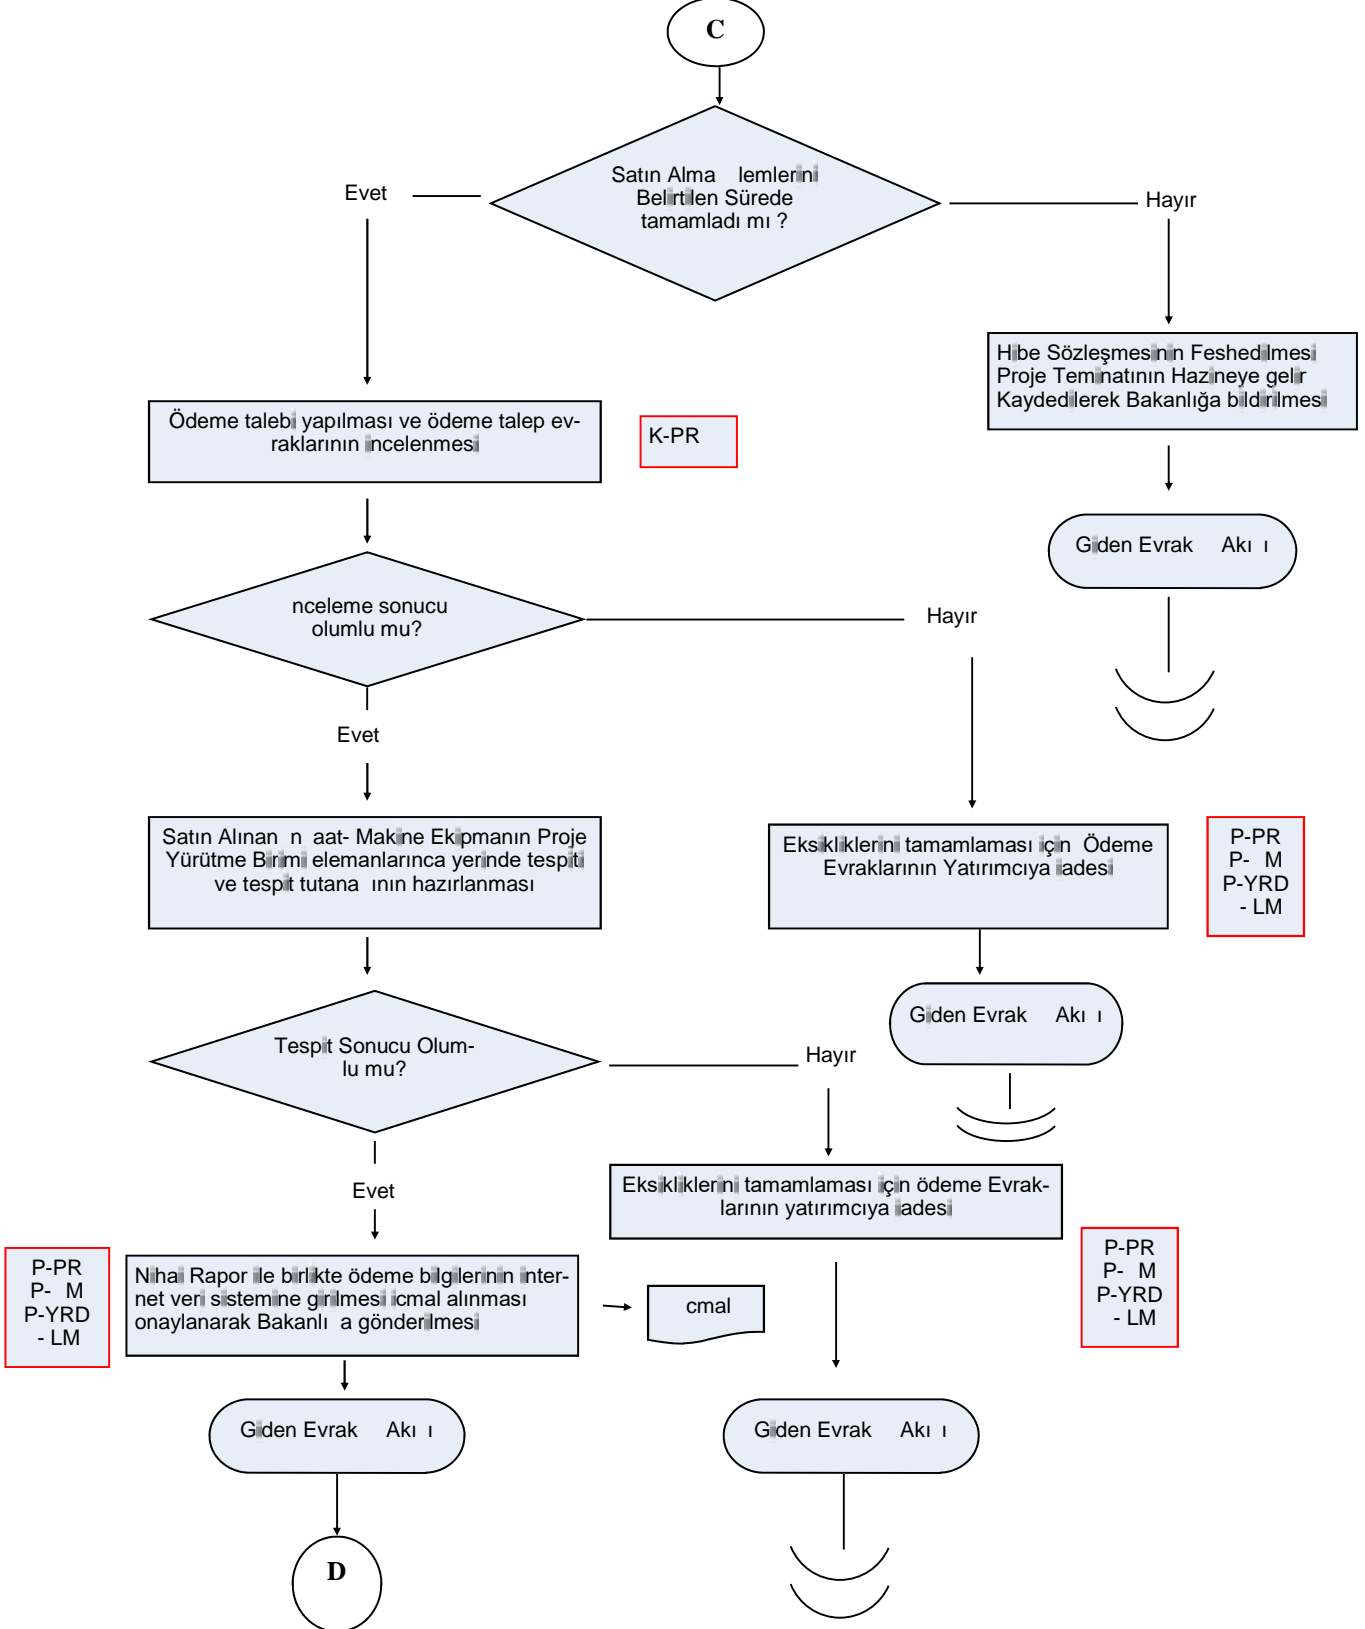 C
Satın Alma lemlerini
Belirtilen Sürede
tamamladı mı ?
Evet
Hayır
Hibe Sözleşmesinin Feshedilmesi
Proje Teminatının Hazineye gelir
Kaydedilerek Bakanlığa bildirilmesi
Ödeme talebi yapılması ve ödeme talep ev-
raklarının incelenmesi
K-PR
Giden Evrak Akı ı
nceleme sonucu
olumlu mu?
Hayır
Evet
Satın Alınan n aat- Makine Ekipmanın Proje
Yürütme Birimi elemanlarınca yerinde tespiti
ve tespit tutana ının hazırlanması
Eksikliklerini tamamlaması için Ödeme
Evraklarının Yatırımcıya iadesi
P-PR
P- M
P-YRD
- LM
Giden Evrak Akı ı
Tespit Sonucu Olum-
lu mu?
Hayır
Evet
Eksikliklerini tamamlaması için ödeme Evrak-
larının yatırımcıya iadesi
P-PR
P- M
P-YRD
- LM
P-PR
P- M
P-YRD
- LM
Nihai Rapor ile birlikte ödeme bilgilerinin inter-
net veri sistemine girilmesi icmal alınması
onaylanarak Bakanlı a gönderilmesi
cmal
Giden Evrak Akı ı
Giden Evrak Akı ı
D